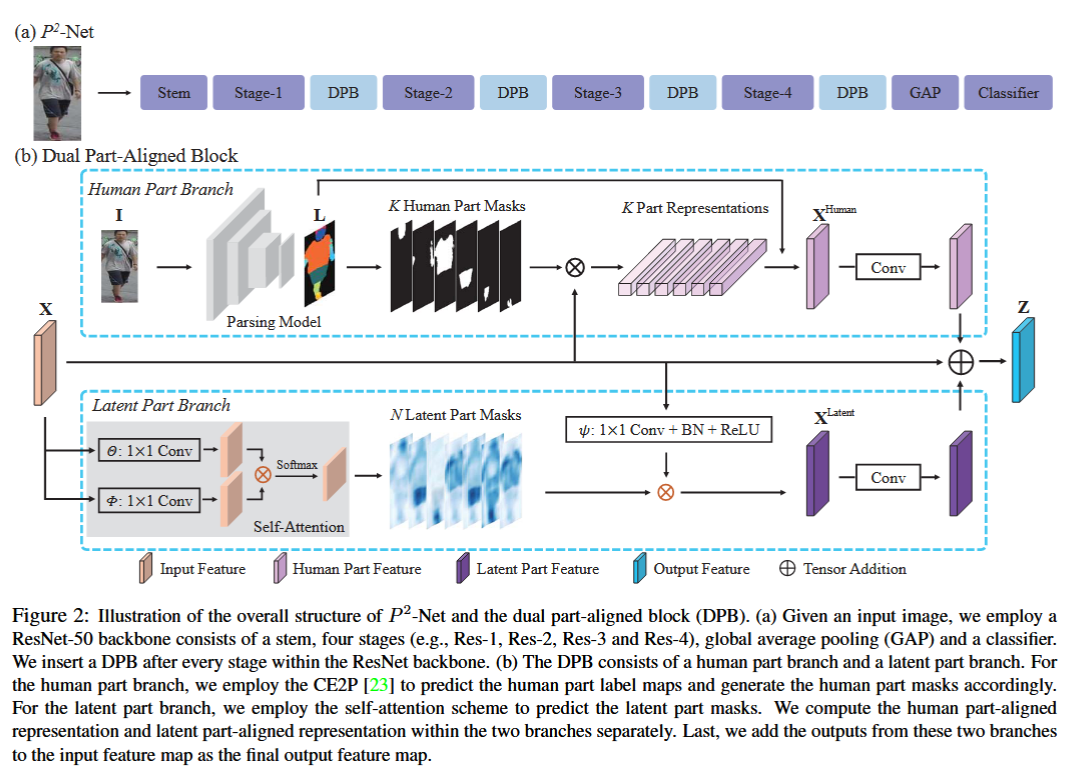 (a) P²-Net
Stem Stage-1 DPB Stage-2 DPB Stage-3 DPB Stage-4 DPB GAP Classifier
(b) Dual Part-Aligned Block
Human Part Branch
I
L
K Human Part Masks
K Part Representations
X^Human
Conv
Parsing Model
X
Z
Latent Part Branch
N Latent Part Masks
ψ: 1×1 Conv + BN + ReLU
X^Latent
Θ: 1×1 Conv
Softmax
Φ: 1×1 Conv
Conv
Self-Attention
Input Feature Human Part Feature Latent Part Feature Output Feature Tensor Addition
Figure 2: Illustration of the overall structure of P²-Net and the dual part-aligned block (DPB). (a) Given an input image, we employ a
ResNet-50 backbone consists of a stem, four stages (e.g., Res-1, Res-2, Res-3 and Res-4), global average pooling (GAP) and a classifier.
We insert a DPB after every stage within the ResNet backbone. (b) The DPB consists of a human part branch and a latent part branch. For
the human part branch, we employ the CE2P [23] to predict the human part label maps and generate the human part masks accordingly.
For the latent part branch, we employ the self-attention scheme to predict the latent part masks. We compute the human part-aligned
representation and latent part-aligned representation within the two branches separately. Last, we add the outputs from these two branches
to the input feature map as the final output feature map.